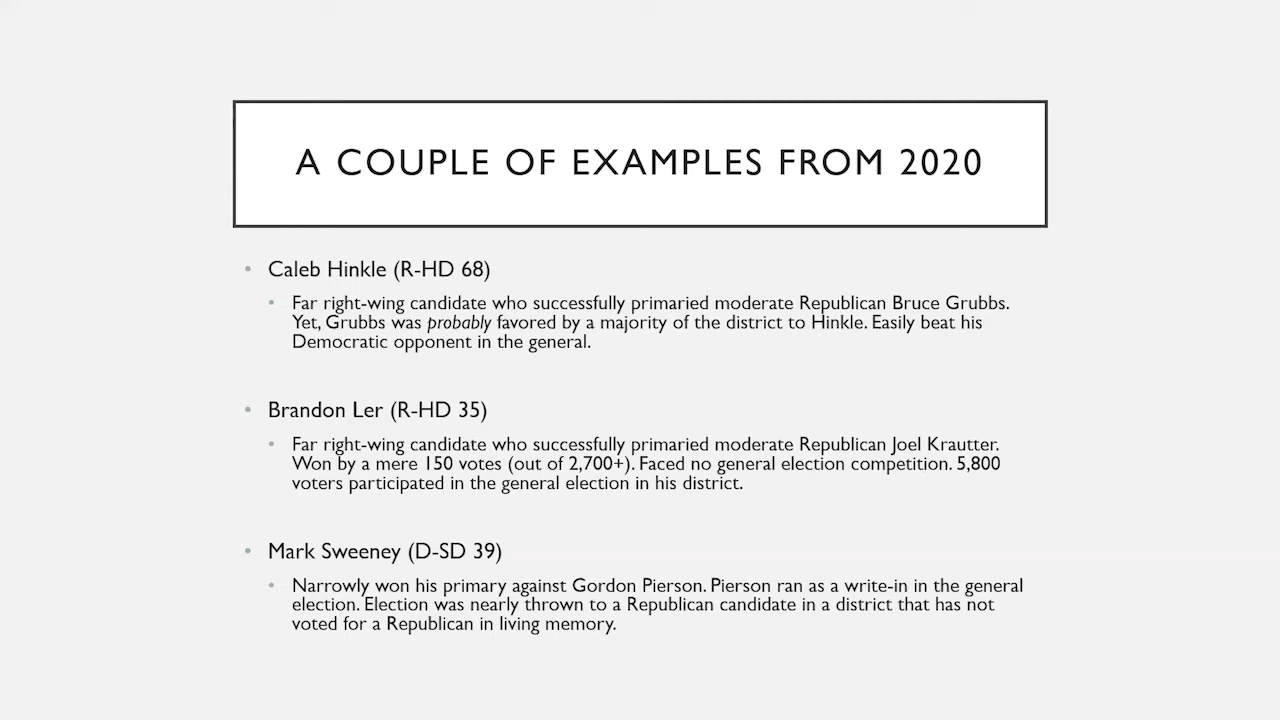 A COUPLE OF EXAMPLES FROM 2020
• Caleb Hinkle (R-HD 68)
• Far right-wing candidate who successfully primaried moderate Republican Bruce Grubbs.
Yet, Grubbs was probably favored by a majority of the district to Hinkle. Easily beat his
Democratic opponent in the general.
• Brandon Ler (R-HD 35)
• Far right-wing candidate who successfully primaried moderate Republican Joel Krautter.
Won by a mere 150 votes (out of 2,700+). Faced no general election competition. 5,800
voters participated in the general election in his district.
• Mark Sweeney (D-SD 39)
• Narrowly won his primary against Gordon Pierson. Pierson ran as a write-in in the general
election. Election was nearly thrown to a Republican candidate in a district that has not
voted for a Republican in living memory.